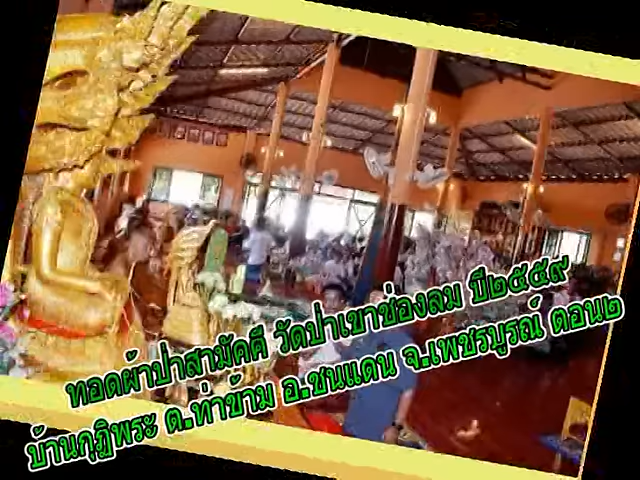 ทอดผ้าป่าสามัคคี วัดป่าเขาช่องลม ปี๒๕๕๙
บ้านกุฏิพระ ต.ท่าข้าม อ.ชนแดน จ.เพชรบูรณ์ ตอน๒